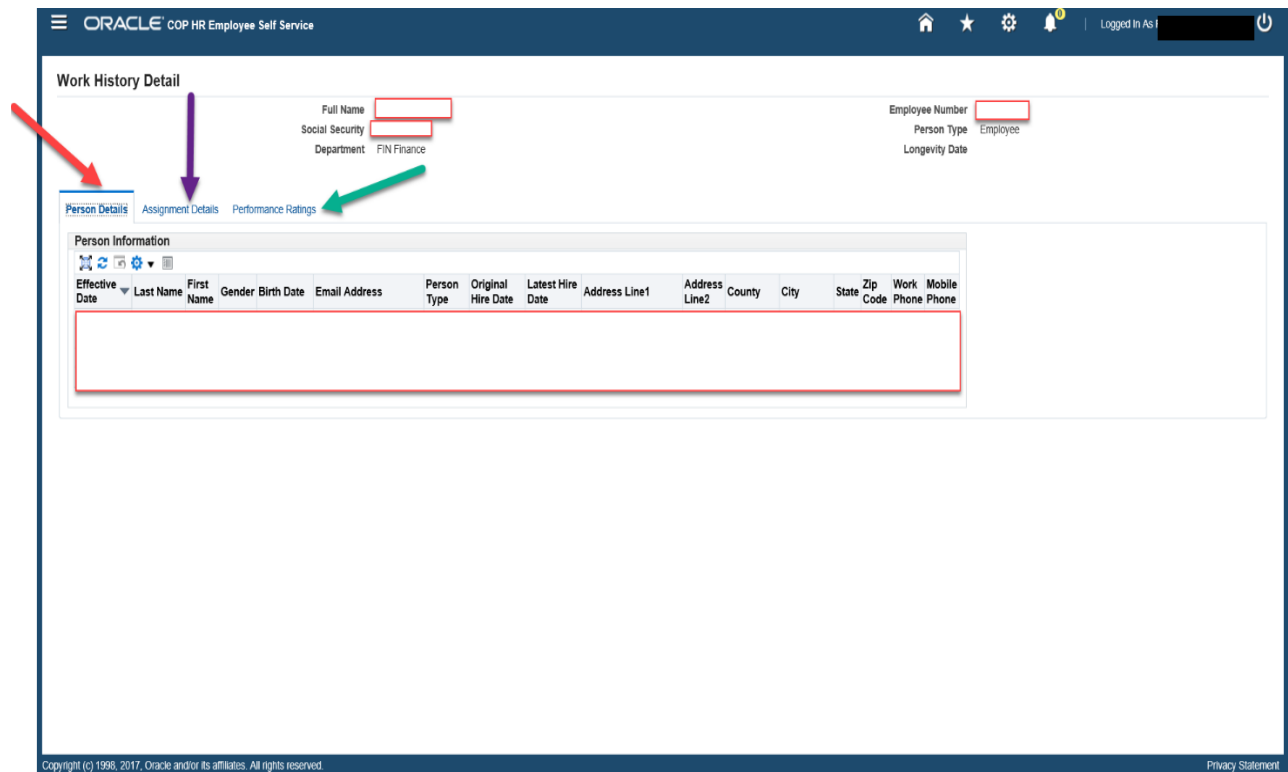 ORACLE® COP HR Employee Self Service
0
Logged In As
Work History Detail
Full Name
Employee Number
Social Security
Person Type Employee
Department FIN Finance
Longevity Date
Person Details Assignment Details Performance Ratings
Person Information
Effective Date Last Name First Name Gender Birth Date Email Address Person Type Original Hire Date Latest Hire Date Address Line1 Address Line2 County City State Zip Code Work Phone Mobile Phone
Copyright (c) 1998, 2017, Oracle and/or its affiliates. All rights reserved.
Privacy Statement